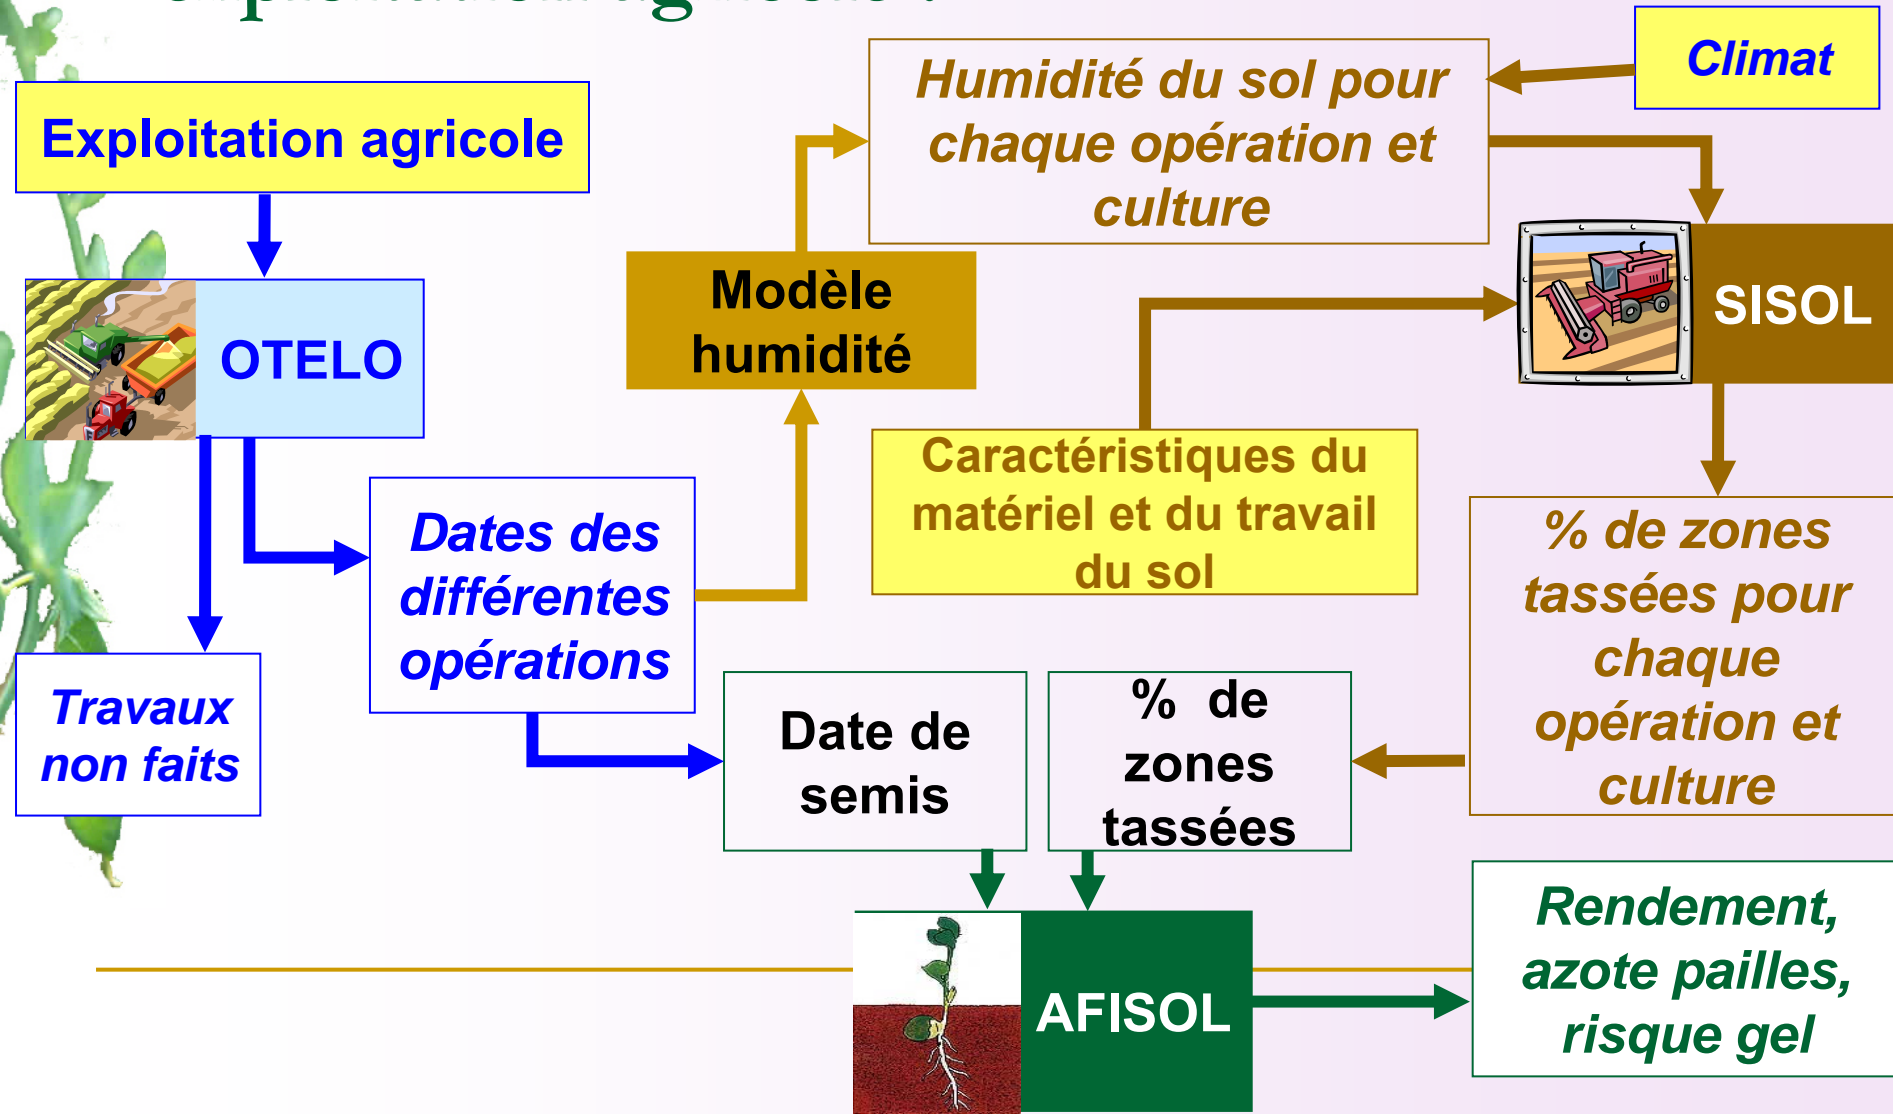 exploitation agricole :
Climat
Exploitation agricole
Humidité du sol pour
chaque opération et
culture
OTELO
Modèle
humidité
SISOL
Caractéristiques du
matériel et du travail
du sol
Dates des
différentes
opérations
% de zones
tassées pour
chaque
opération et
culture
Travaux
non faits
Date de
semis
% de
zones
tassées
AFISOL
Rendement,
azote pailles,
risque gel